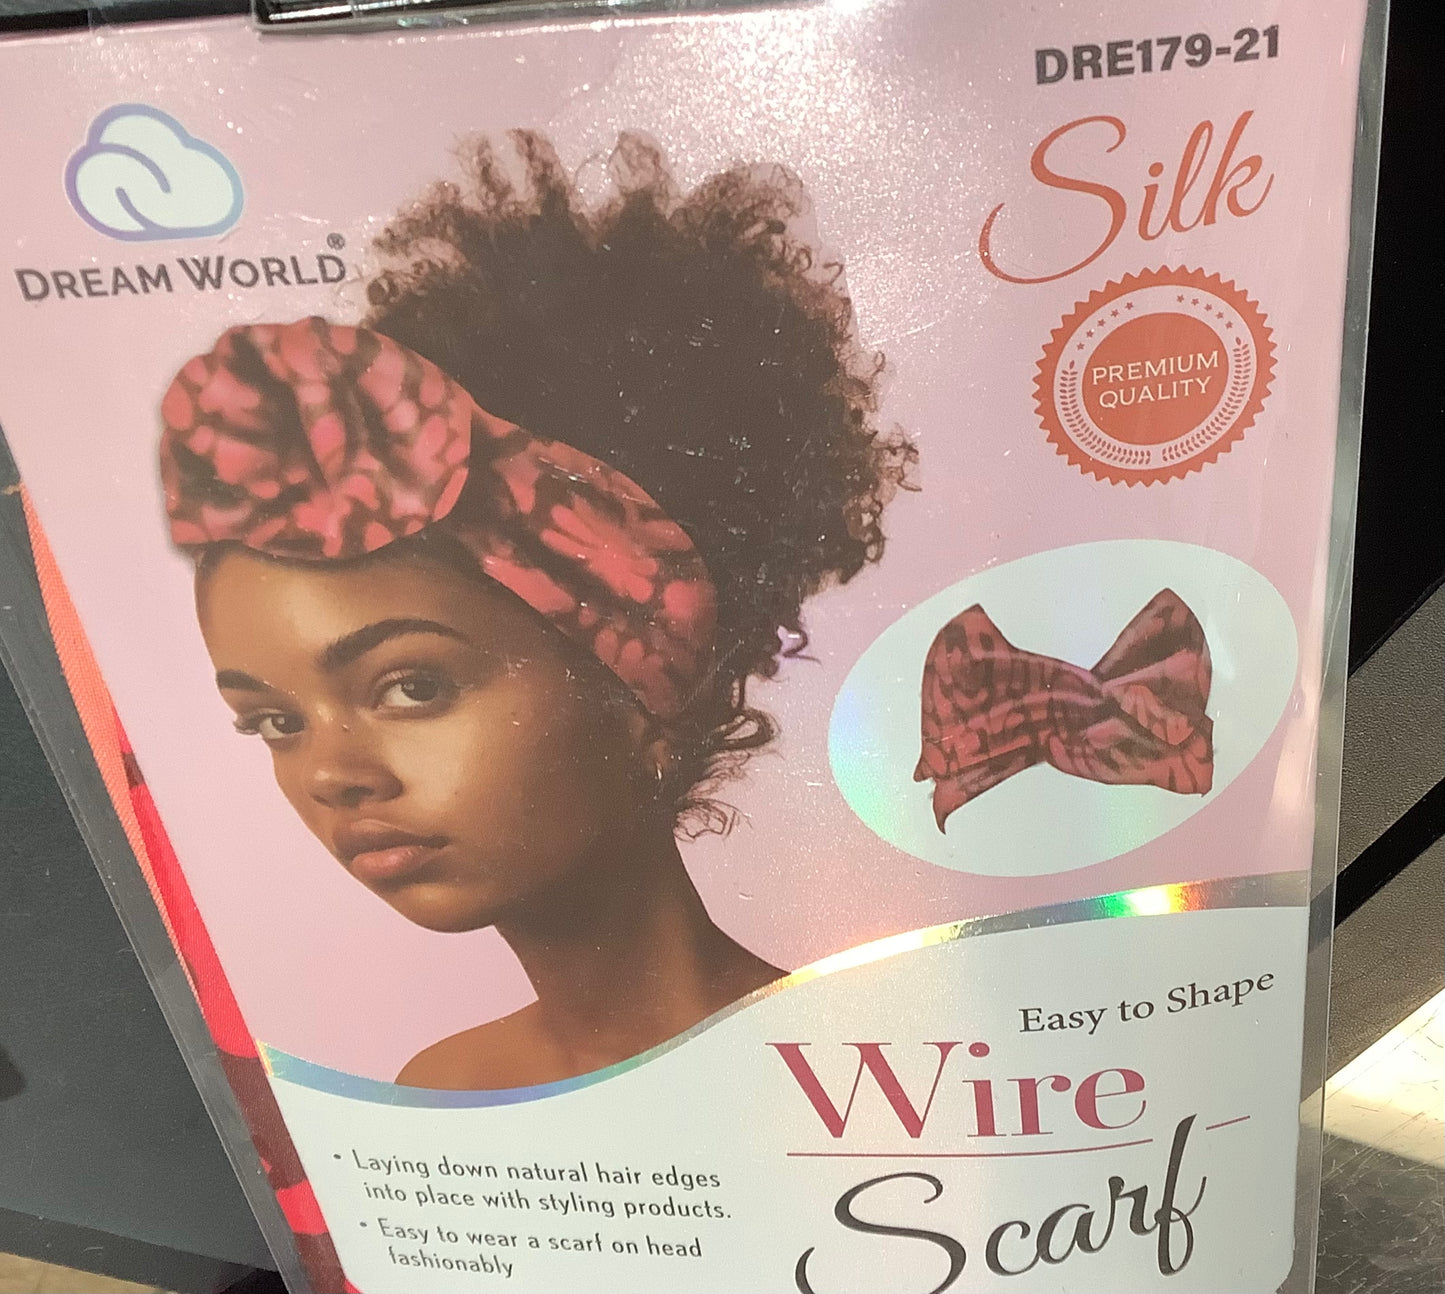 DRE179-21
Silk
DREAM WORLD®
PREMIUM
QUALITY
Easy to Shape
Wire
Scarf
• Laying down natural hair edges
into place with styling products.
• Easy to wear a scarf on head
fashionably